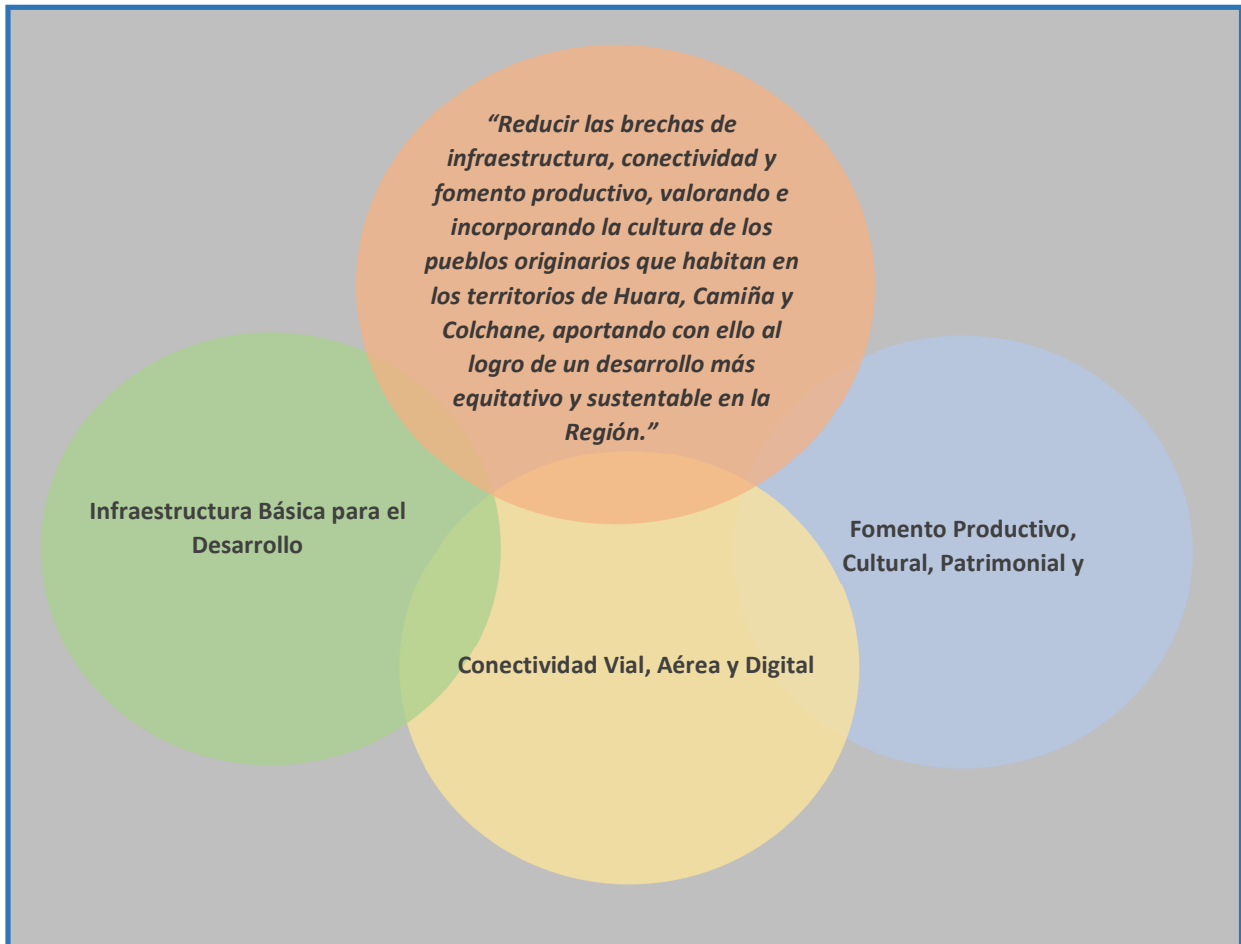 “Reducir las brechas de
infraestructura, conectividad y
fomento productivo, valorando e
incorporando la cultura de los
pueblos originarios que habitan en
los territorios de Huara, Camiña y
Colchane, aportando con ello al
logro de un desarrollo más
equitativo y sustentable en la
Región.”
Infraestructura Básica para el
Desarrollo
Fomento Productivo,
Cultural, Patrimonial y
Conectividad Vial, Aérea y Digital